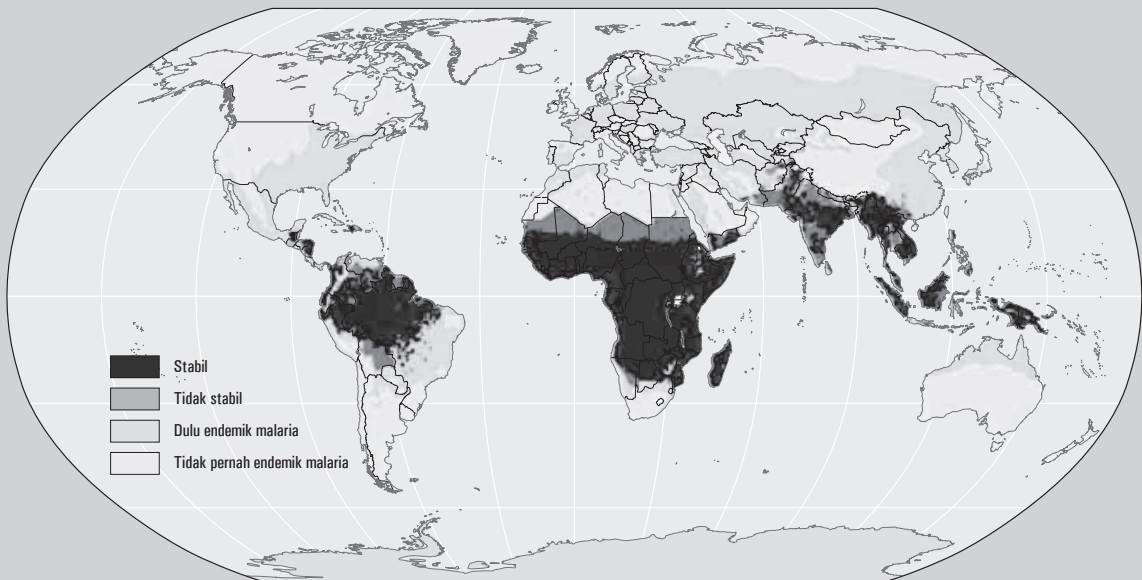 Stabil
Tidak stabil
Dulu endemik malaria
Tidak pernah endemik malaria